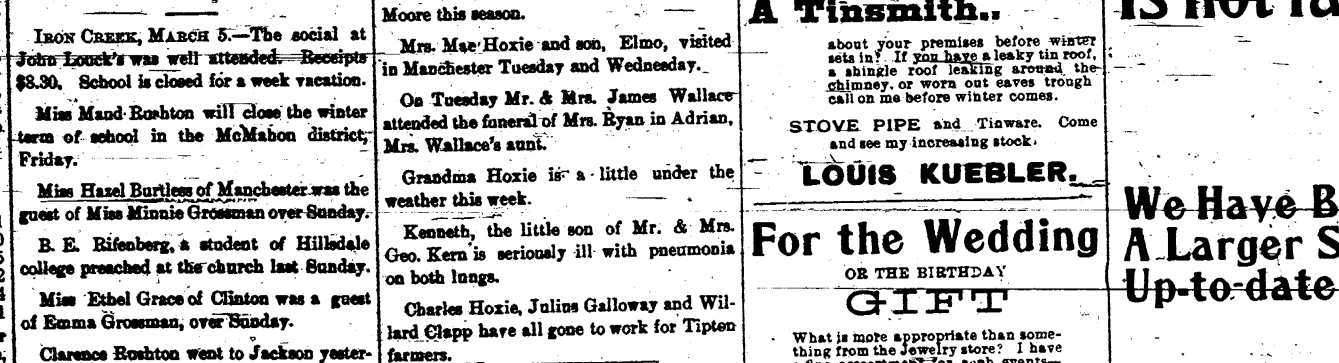 IRON CREEK, MARCH 5.—The social at
John Louck's was well attended. Receipts
$8.30. School is closed for a week vacation.
Miss Maud Rushton will close the winter
term of school in the McMahon district,
Friday.
Miss Hazel Burtless of Manchester was the
guest of Miss Minnie Grossman over Sunday.
B. E. Rifenberg, a student of Hillsdale
college preached at the church last Sunday.
Miss Ethel Grace of Clinton was a guest
of Emma Grossman, over Sunday.
Clarence Rushton went to Jackson yester-
Moore this season.
Mrs. Mae Hoxie and son, Elmo, visited
in Manchester Tuesday and Wednesday.
On Tuesday Mr. & Mrs. James Wallace
attended the funeral of Mrs. Ryan in Adrian,
Mrs. Wallace's aunt.
Grandma Hoxie is a little under the
weather this week.
Kenneth, the little son of Mr. & Mrs.
Geo. Kern is seriously ill with pneumonia
on both lungs.
Charles Hoxie, Julius Galloway and Wil-
lard Clapp have all gone to work for Tipton
farmers.
A Tinsmith..
about your premises before winter
sets in? If you have a leaky tin roof,
a shingle roof leaking around the
chimney, or worn out eaves trough
call on me before winter comes.
STOVE PIPE and Tinware. Come
and see my increasing stock.
LOUIS KUEBLER.
For the Wedding
OR THE BIRTHDAY
GIFT
What is more appropriate than some-
thing from the Jewelry store? I have
is not
We Have
A Larger
Up-to-date